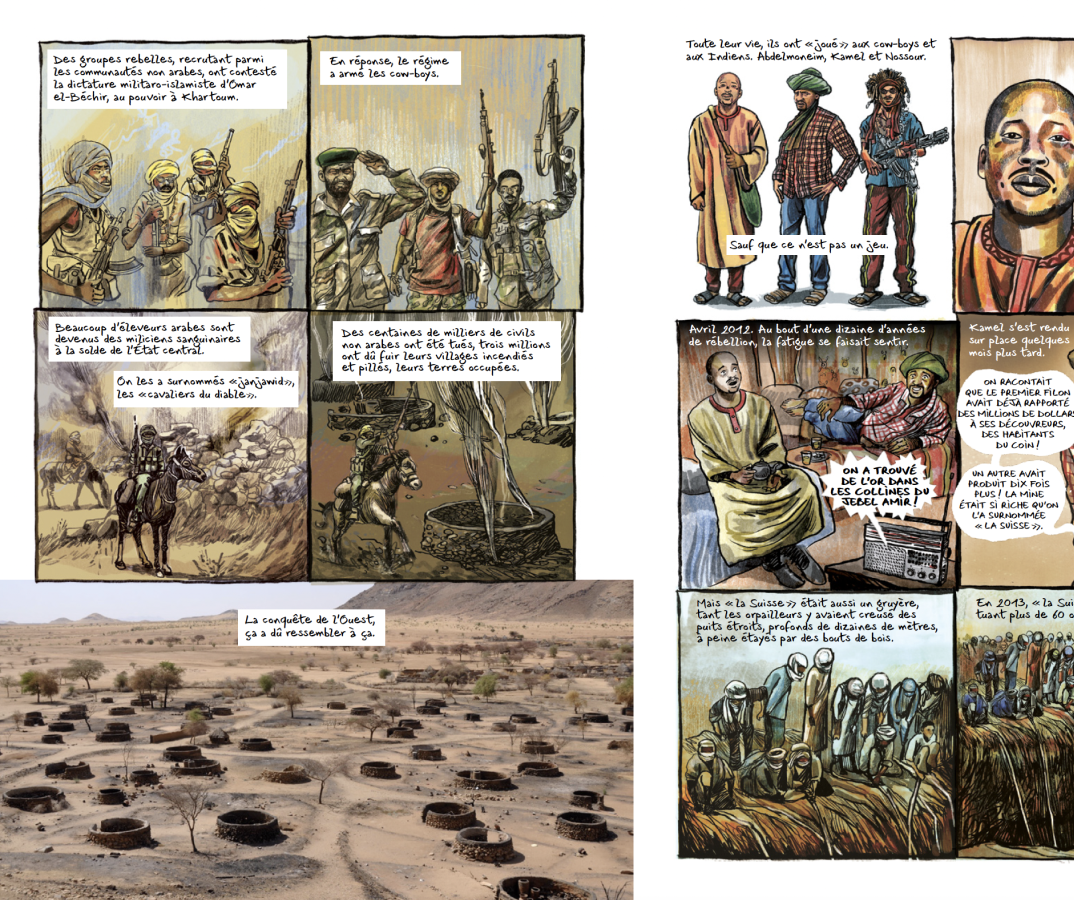 Des groupes rebelles, recrutant parmi
les communautés non arabes, ont contesté
la dictature militaro-islamiste d'Omar
el-Béchir, au pouvoir à Khartoum.
En réponse, le régime
a armé les cow-boys.
Beaucoup d'éleveurs arabes sont
devenus des miliciens sanguinaires
à la solde de l'État central.
On les a surnommés «janjawid»,
les «cavaliers du diable».
Des centaines de milliers de civils
non arabes ont été tués, trois millions
ont dû fuir leurs villages incendiés
et pillés, leurs terres occupées.
La conquête de l'Ouest,
ça a dû ressembler à ça.
Toute leur vie, ils ont «joué» aux cow-boys et
aux Indiens. Abdelmoneim, Kamel et Nossour.
Sauf que ce n'est pas un jeu.
Avril 2012. Au bout d'une dizaine d'années
de rébellion, la fatigue se faisait sentir.
ON A TROUVÉ
DE L'OR DANS
LES COLLINES DU
JEBEL AMIR!
Kamel s'est rendu
sur place quelques
mois plus tard.
ON RACONTAIT
QUE LE PREMIER FILON
AVAIT DÉJÀ RAPPORTÉ
DES MILLIONS DE DOLLARS
À SES DÉCOUVREURS,
DES HABITANTS
DU COIN!
UN AUTRE AVAIT
PRODUIT DIX FOIS
PLUS! LA MINE
ÉTAIT SI RICHE QU'ON
L'A SURNOMMÉE
«LA SUISSE».
Mais «la Suisse» était aussi un gruyère,
tant les orpailleurs y avaient creusé des
puits étroits, profonds de dizaines de mètres,
à peine étayés par des bouts de bois.
En 2013, «la Sui
tuant plus de 60